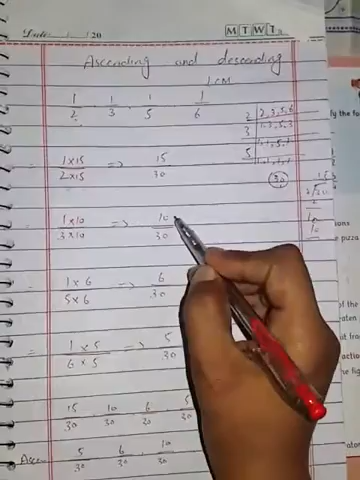 Date: / /20 M T W T
Ascending and descending
LCM
1/2 , 1/3 , 1/5 1/6
2 | 2, 3, 5, 6
3 | 1, 3, 5, 3
5 | 1, 1, 5, 1
1, 1, 1, 1
30
= 1×15/2×15 => 15/30
1×10/3×10 => 10/30
= 1×6/5×6 => 6/30
= 1×5/6×5 => 5/30
15/30 10/30 6/30 5/30
Asce 5/30 6/30 , 10/30